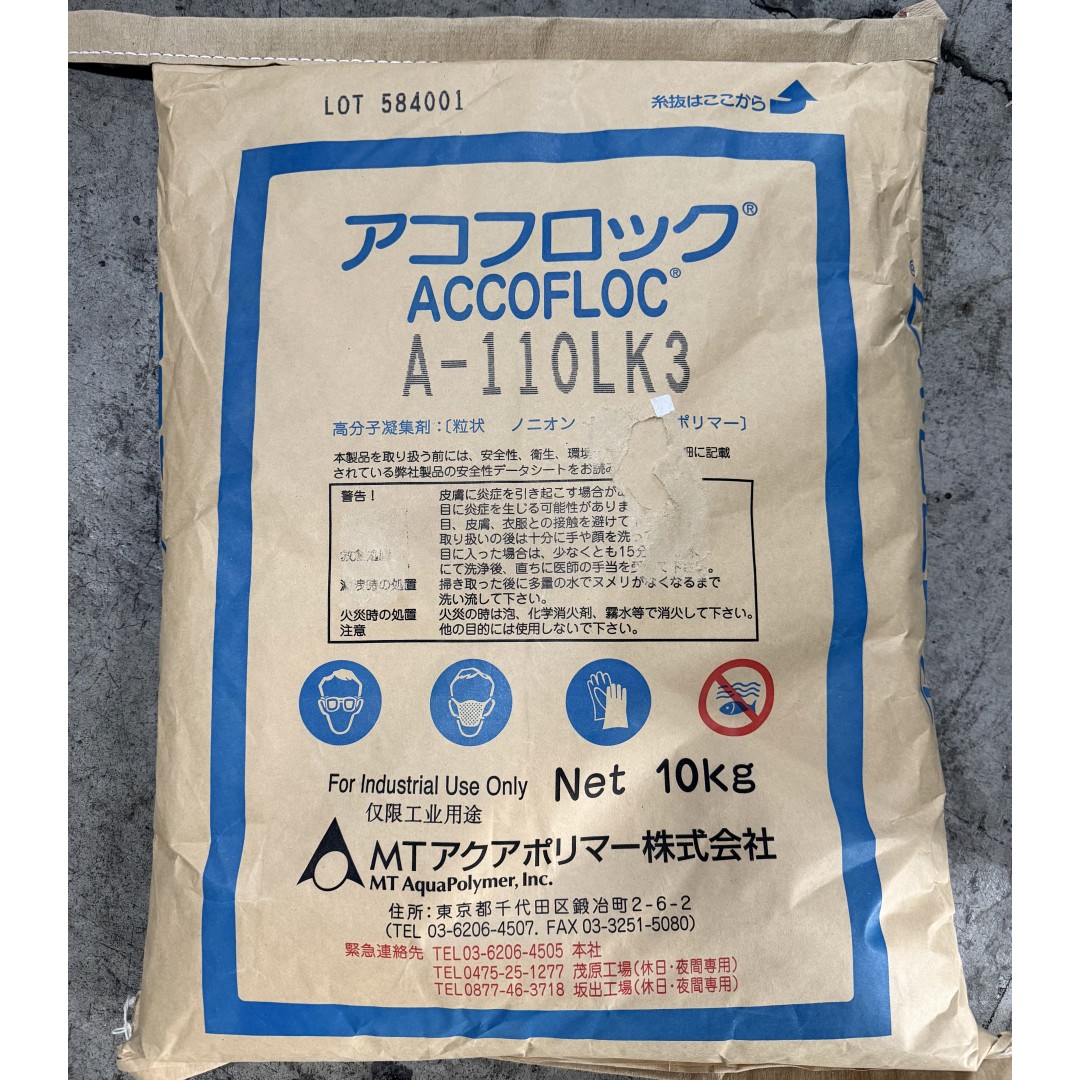 LOT 584001
糸抜はここから
アコフロック®
ACCOFLOC®
A-110LK3
高分子凝集剤:〔粒状 ノニオン ポリマー〕
本製品を取り扱う前には、安全性、衛生、環境 細に記載
されている弊社製品の安全性データシートをお読み
警告! 皮膚に炎症を引き起こす場合が
目に炎症を生じる可能性がありま
目、皮膚、衣服との接触を避けて
取り扱いの後は十分に手や顔を洗っ
目に入った場合は、少なくとも15分
にて洗浄後、直ちに医師の手当を 下さい。
漏洩時の処置 掃き取った後に多量の水でヌメリがなくなるまで
洗い流して下さい。
火災時の処置 火災の時は泡、化学消火剤、霧水等で消火して下さい。
注意 他の目的には使用しないで下さい。
For Industrial Use Only Net 10kg
仅限工业用途
MTアクアポリマー株式会社
MT AquaPolymer, Inc.
住所:東京都千代田区鍛冶町2-6-2
(TEL 03-6206-4507. FAX 03-3251-5080)
緊急連絡先 TEL03-6206-4505 本社
TEL0475-25-1277 茂原工場(休日・夜間専用)
TEL0877-46-3718 坂出工場(休日・夜間専用)